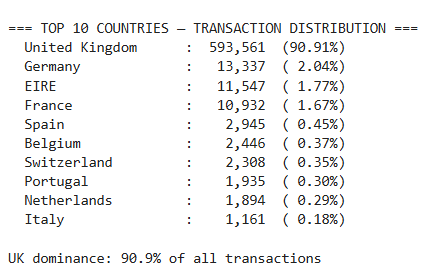 === TOP 10 COUNTRIES — TRANSACTION DISTRIBUTION ===
  United Kingdom      :  593,561  (90.91%)
  Germany             :   13,337  ( 2.04%)
  EIRE                :   11,547  ( 1.77%)
  France              :   10,932  ( 1.67%)
  Spain               :    2,945  ( 0.45%)
  Belgium             :    2,446  ( 0.37%)
  Switzerland         :    2,308  ( 0.35%)
  Portugal            :    1,935  ( 0.30%)
  Netherlands         :    1,894  ( 0.29%)
  Italy               :    1,161  ( 0.18%)
UK dominance: 90.9% of all transactions